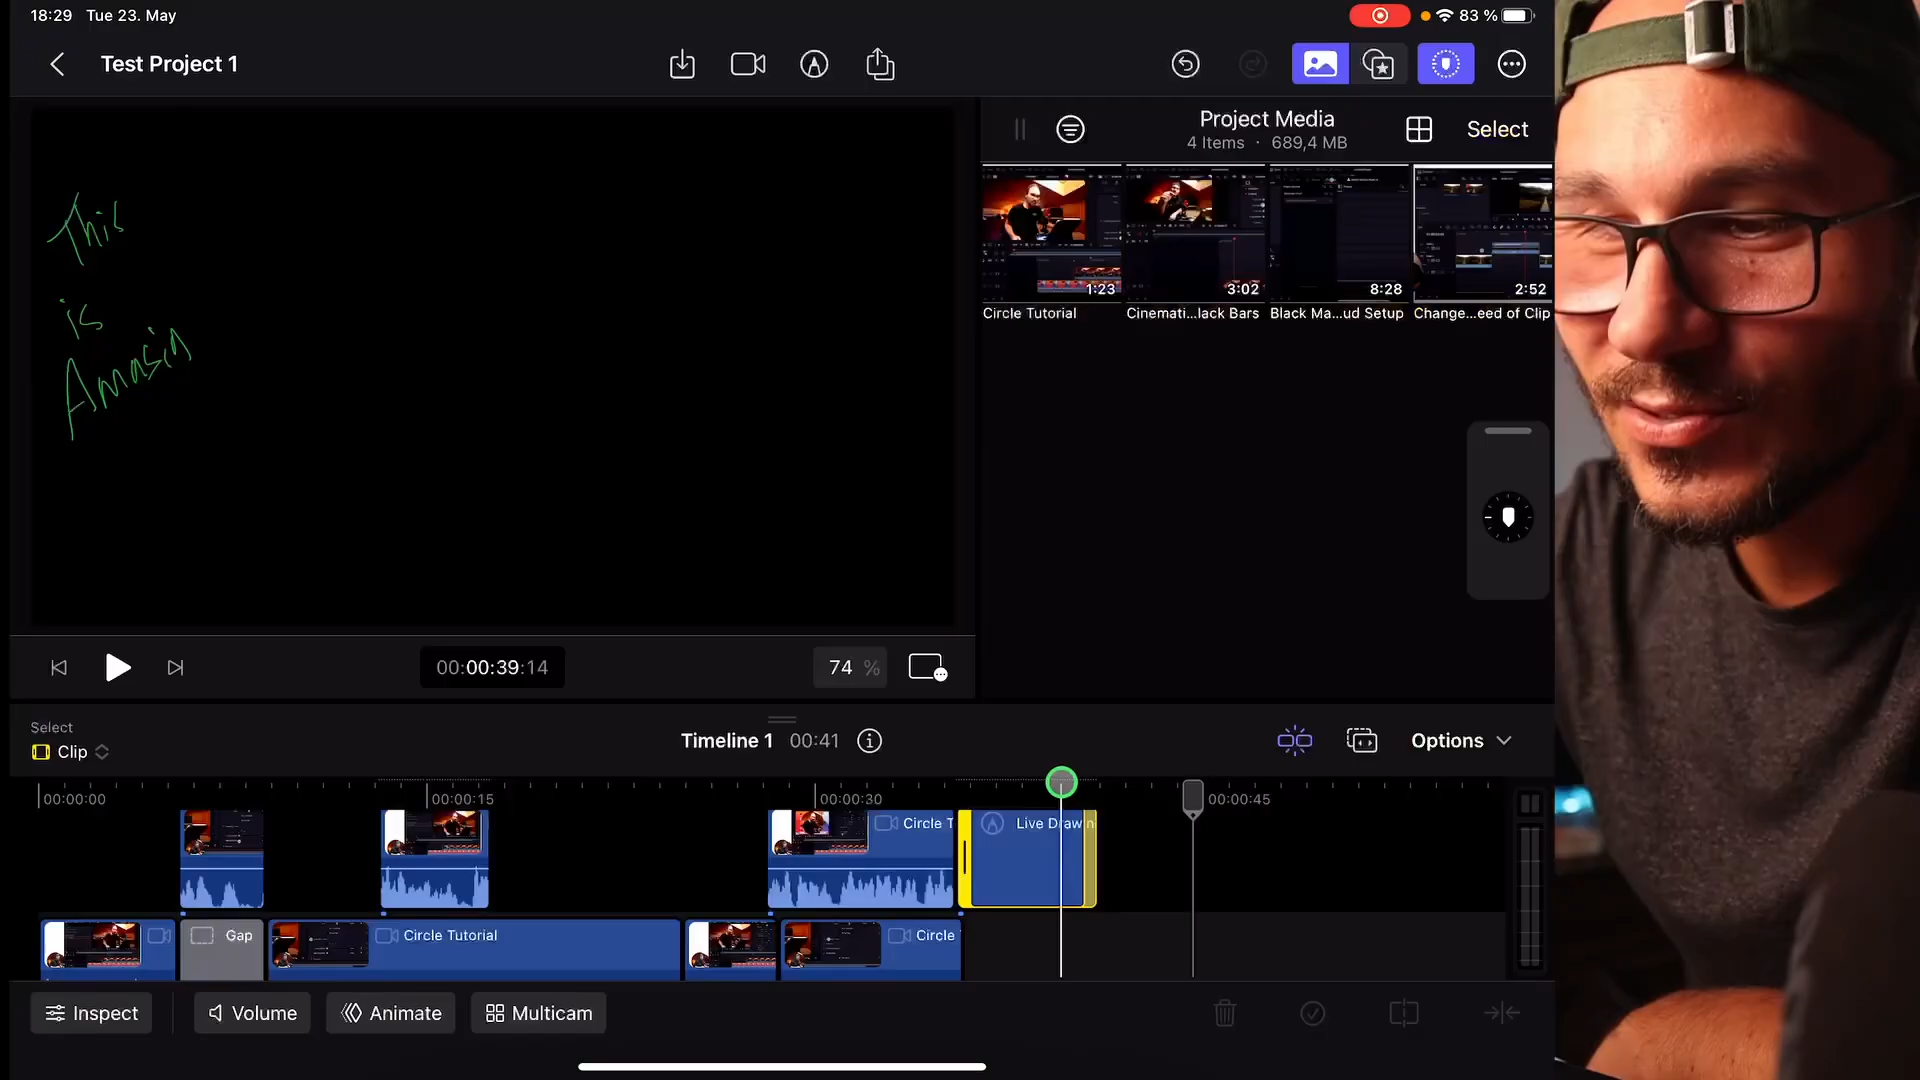 18:29 Tue 23. May 83 %
Test Project 1
Project Media
4 Items · 689,4 MB
Select
This
is
Amasin
1:23
3:02
8:28
2:52
Circle Tutorial
Cinemati...lack Bars
Black Ma...ud Setup
Change...eed of Clip
00:00:39:14
74 %
Select
Clip
Timeline 1 00:41
Options
00:00:00
00:00:15
00:00:30
00:00:45
Circle T
Live Drawin
Gap
Circle Tutorial
Circle
Inspect
Volume
Animate
Multicam